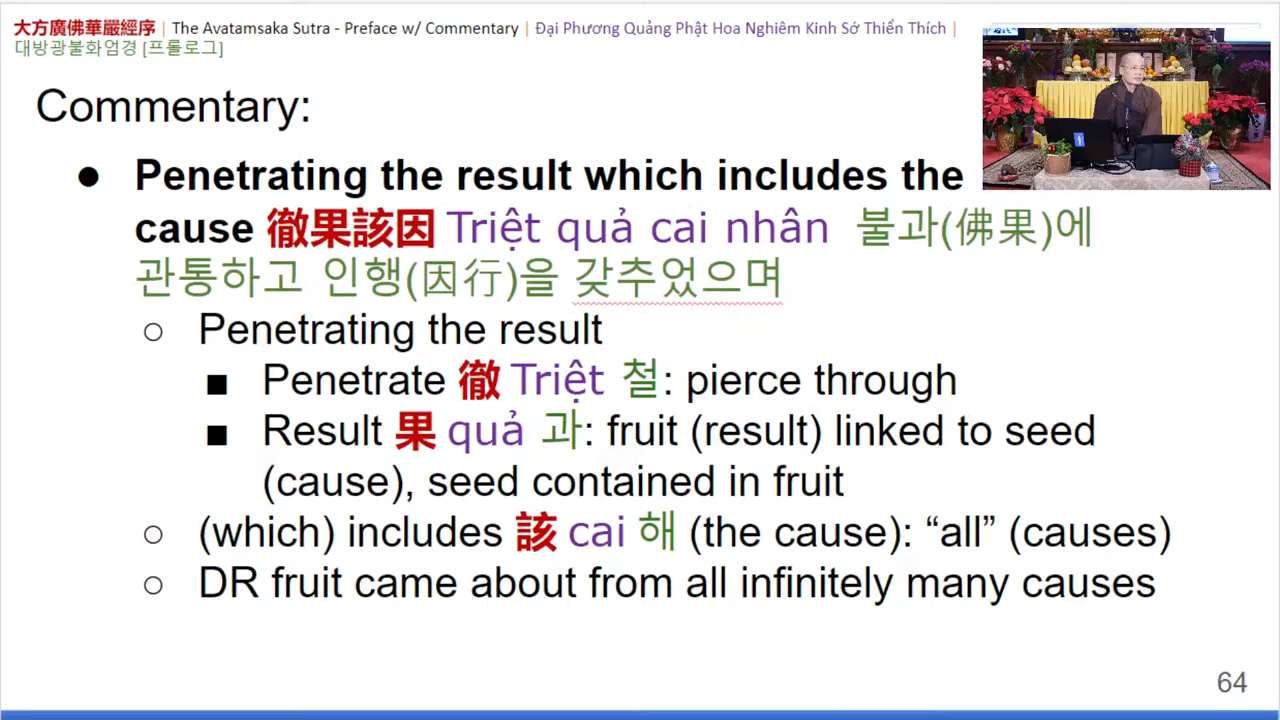 大方廣佛華嚴經序 | The Avatamsaka Sutra - Preface w/ Commentary | Đại Phương Quảng Phật Hoa Nghiêm Kinh Sớ Thiển Thích |
대방광불화엄경 [프롤로그]
Commentary:
● Penetrating the result which includes the
cause 徹果該因 Triệt quả cai nhân 불과(佛果)에
관통하고 인행(因行)을 갖추었으며
○ Penetrating the result
■ Penetrate 徹 Triệt 철: pierce through
■ Result 果 quả 과: fruit (result) linked to seed
(cause), seed contained in fruit
○ (which) includes 該 cai 해 (the cause): “all” (causes)
○ DR fruit came about from all infinitely many causes
64